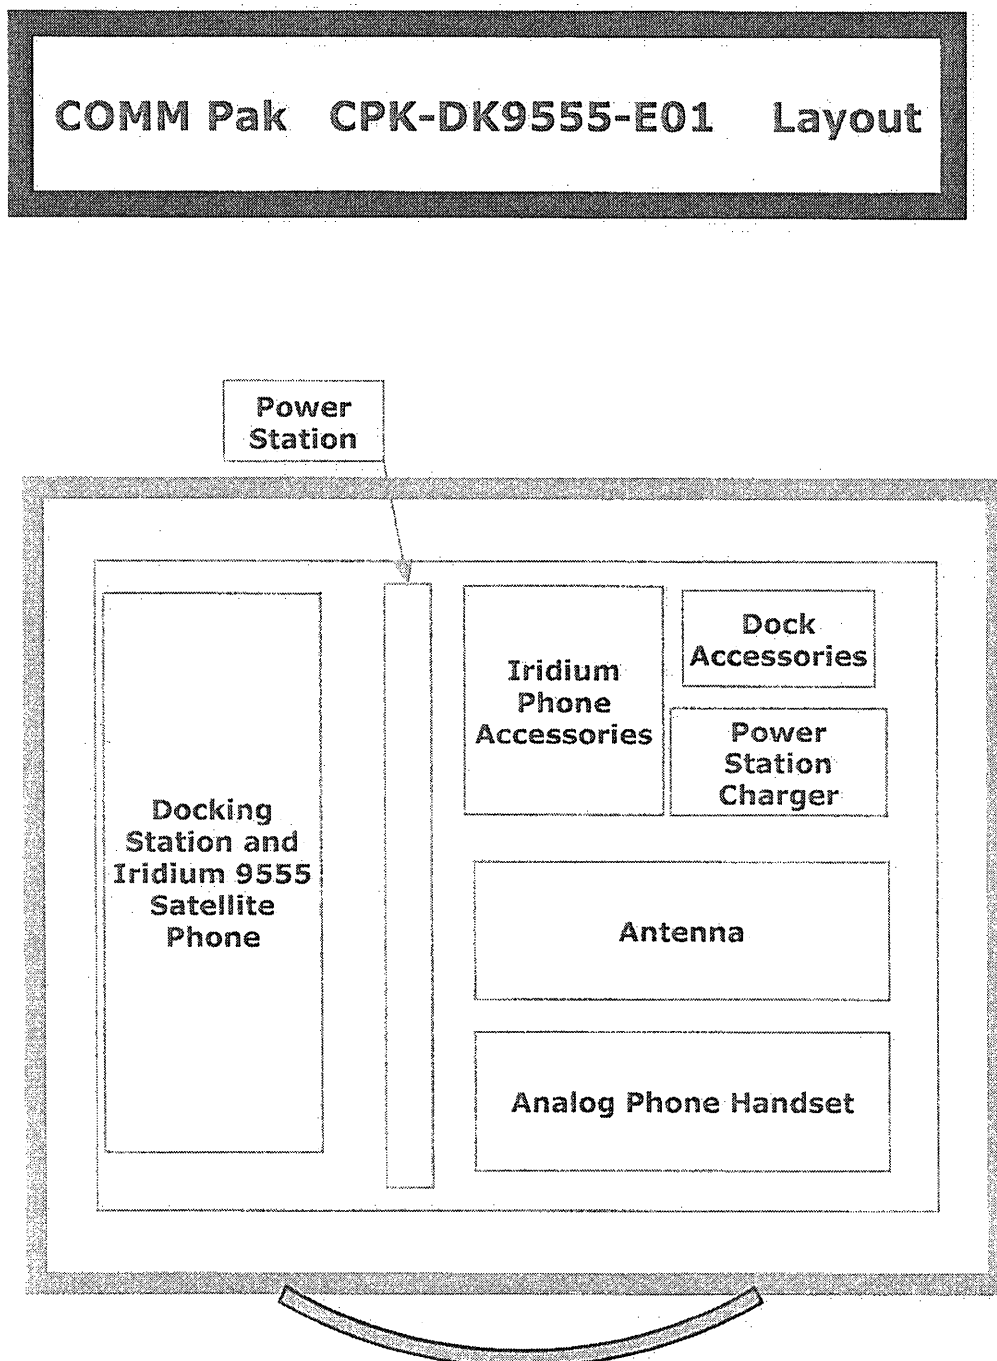 COMM Pak CPK-DK9555-E01 Layout
Power
Station
Dock
Accessories
Iridium
Phone
Accessories
Power
Station
Charger
Docking
Station and
Iridium 9555
Satellite
Phone
Antenna
Analog Phone Handset